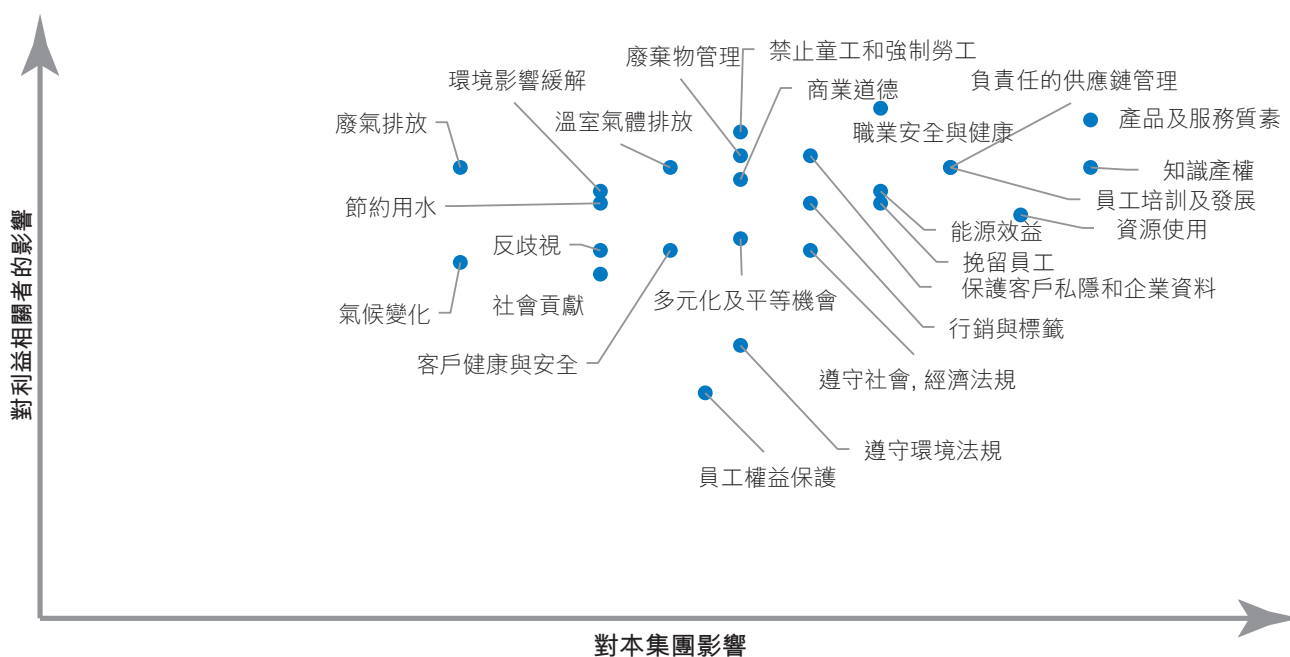 禁止童工和強制勞工
廢棄物管理
環境影響緩解
負責任的供應鏈管理
商業道德
廢氣排放
溫室氣體排放
職業安全與健康
產品及服務質素
知識產權
節約用水
員工培訓及發展
反歧視
能源效益
資源使用
挽留員工
保護客戶私隱和企業資料
社會貢獻
多元化及平等機會
氣候變化
行銷與標籤
客戶健康與安全
遵守社會, 經濟法規
遵守環境法規
員工權益保護
對利益相關者的影響
對本集團影響